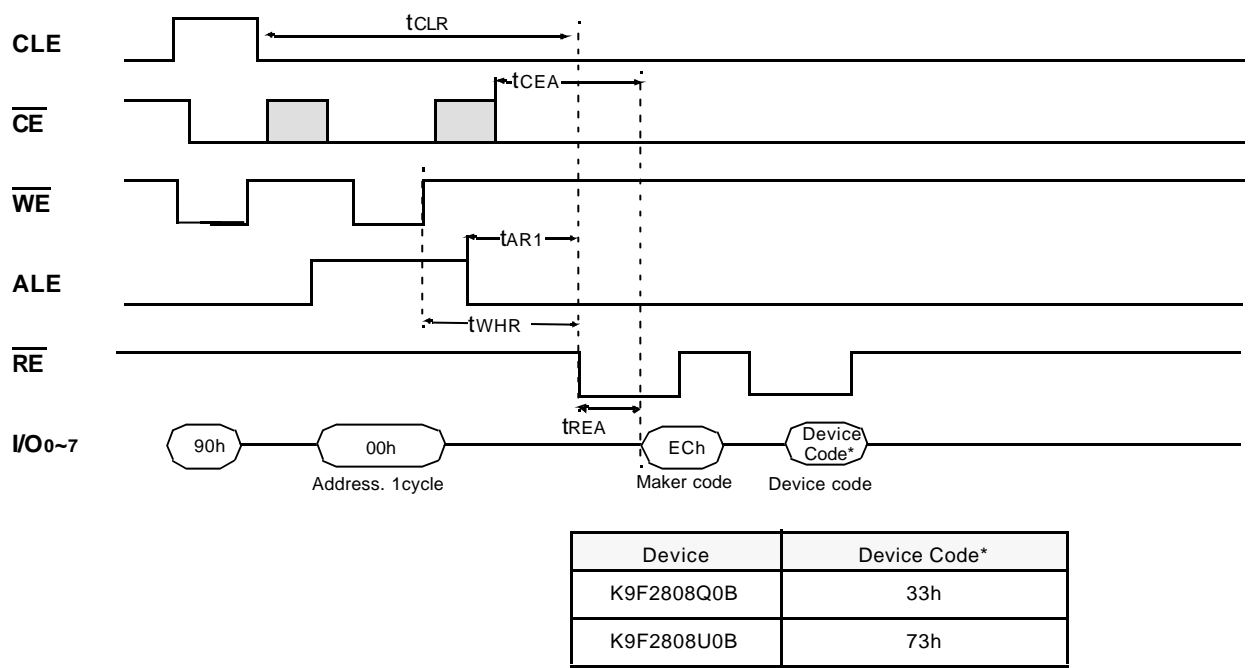 CLE
tCLR
tCEA
CE
WE
tAR1
ALE
tWHR
RE
tREA
I/O0~7
90h
00h
ECh
Device
Code*
Address. 1cycle
Maker code
Device code
Device Device Code*
K9F2808Q0B 33h
K9F2808U0B 73h